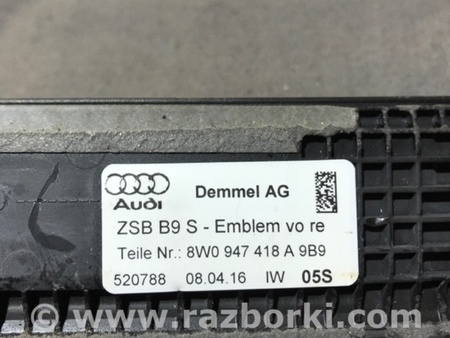 Demmel AG
Audi
ZSB B9 S - Emblem vo re
Teile Nr.: 8W0 947 418 A 9B9
520788 08.04.16 IW 05S
© www.razborki.com